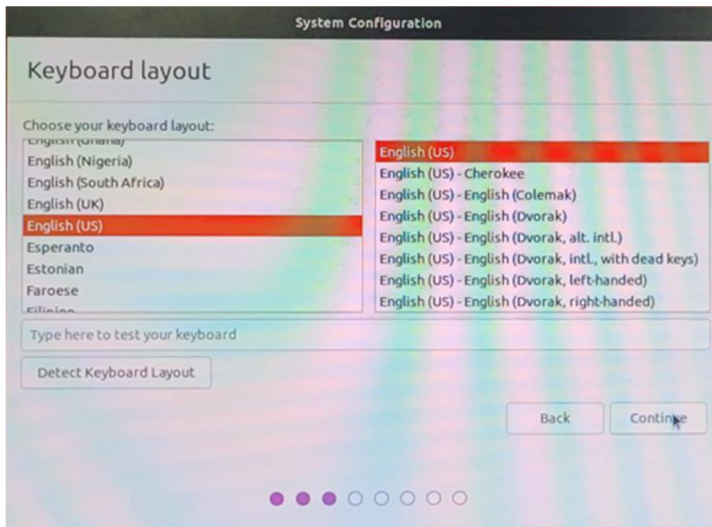 System Configuration
Keyboard layout
Choose your keyboard layout:
English (Ghana)
English (Nigeria)
English (South Africa)
English (UK)
English (US)
Esperanto
Estonian
Faroese
Filipino
English (US)
English (US) - Cherokee
English (US) - English (Colemak)
English (US) - English (Dvorak)
English (US) - English (Dvorak, alt. intl.)
English (US) - English (Dvorak, intl., with dead keys)
English (US) - English (Dvorak, left-handed)
English (US) - English (Dvorak, right-handed)
Type here to test your keyboard
Detect Keyboard Layout
Back
Continue